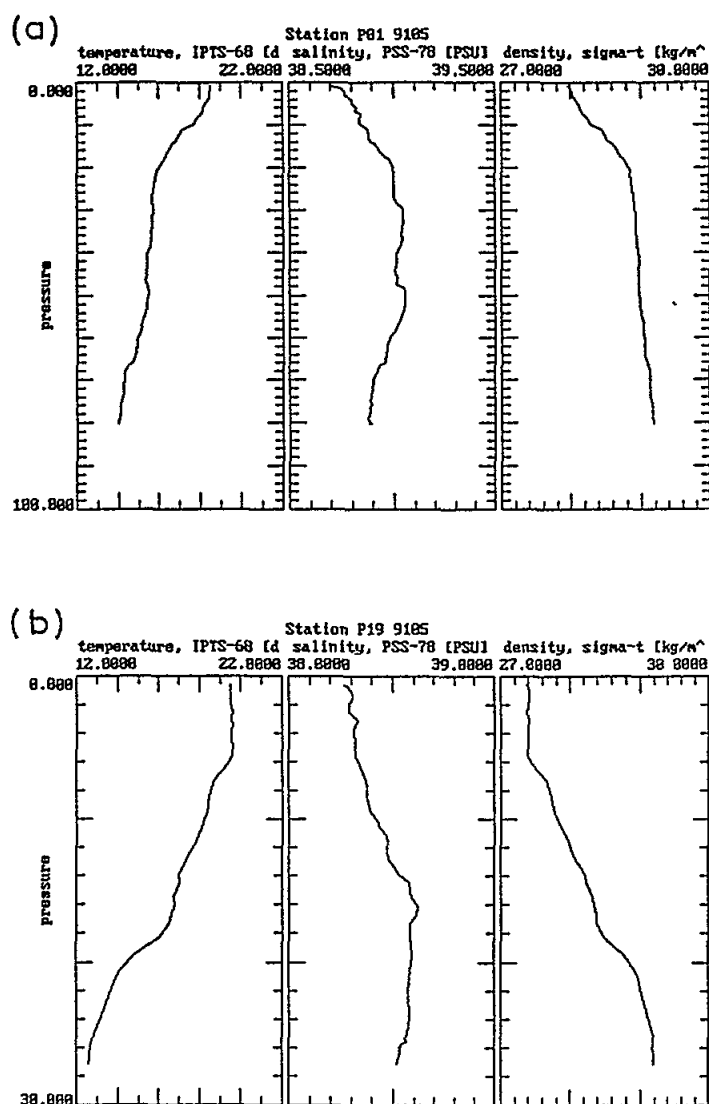 (a)
Station P01 9105
temperature, IPTS-68 [d salinity, PSS-78 [PSU] density, sigma-t [kg/m^
12.0000 22.0000 38.5000 39.5000 27.0000 30.0000
0.000
pressure
100.000
(b)
Station P19 9105
temperature, IPTS-68 [d salinity, PSS-78 [PSU] density, sigma-t [kg/m^
12.0000 22.0000 38.0000 39.0000 27.0000 30.0000
0.000
pressure
30.000